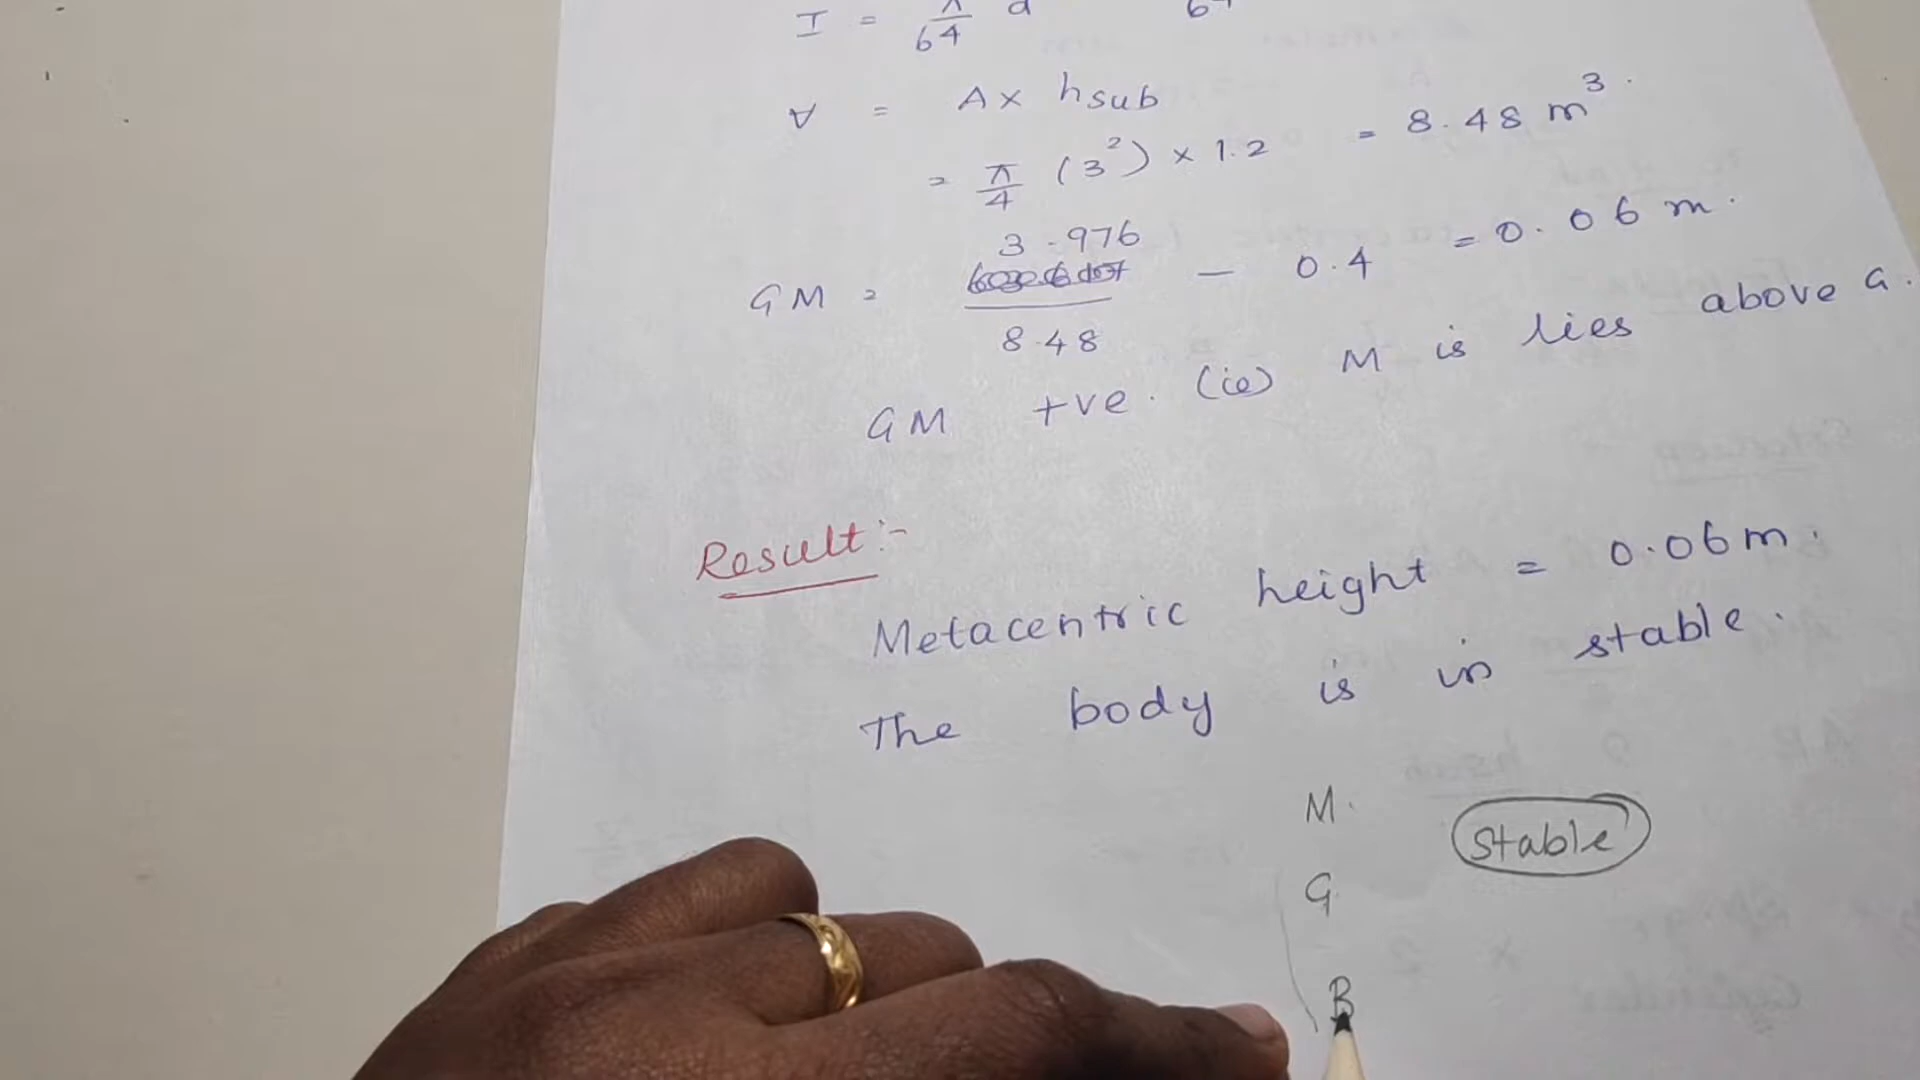 I = π/64 d 64
∀ = A x hsub
= π/4 (3²) x 1.2 = 8.48 m³.
3.976
GM = ―― - 0.4 = 0.06 m.
8.48
GM +ve. (ie) M is lies above G.
Result:-
Metacentric height = 0.06m.
The body is in stable.
M. stable
G.
B